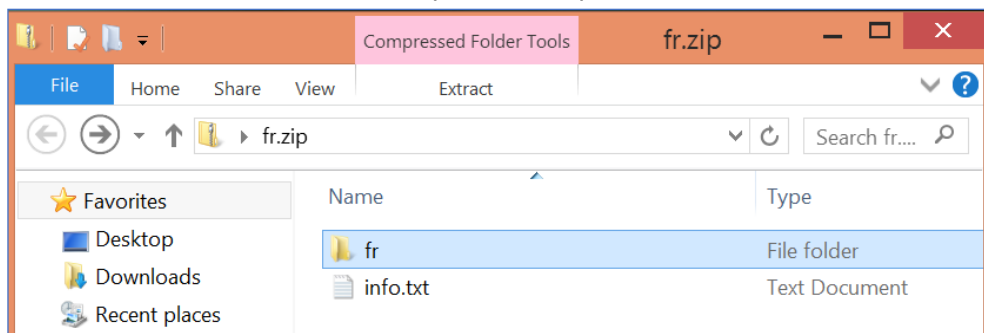 Compressed Folder Tools fr.zip
File Home Share View Extract
fr.zip Search fr....
Favorites Name Type
Desktop fr File folder
Downloads info.txt Text Document
Recent places